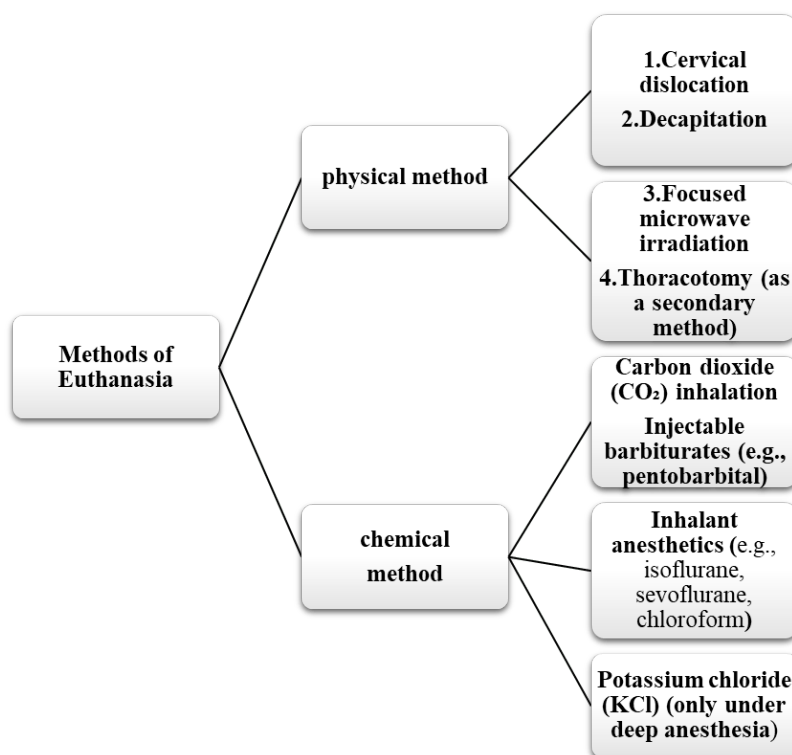 Methods of
Euthanasia
physical method
1.Cervical
dislocation
2.Decapitation
3.Focused
microwave
irradiation
4.Thoracotomy (as
a secondary
method)
chemical
method
Carbon dioxide
(CO₂) inhalation
Injectable
barbiturates (e.g.,
pentobarbital)
Inhalant
anesthetics (e.g.,
isoflurane,
sevoflurane,
chloroform)
Potassium chloride
(KCl) (only under
deep anesthesia)